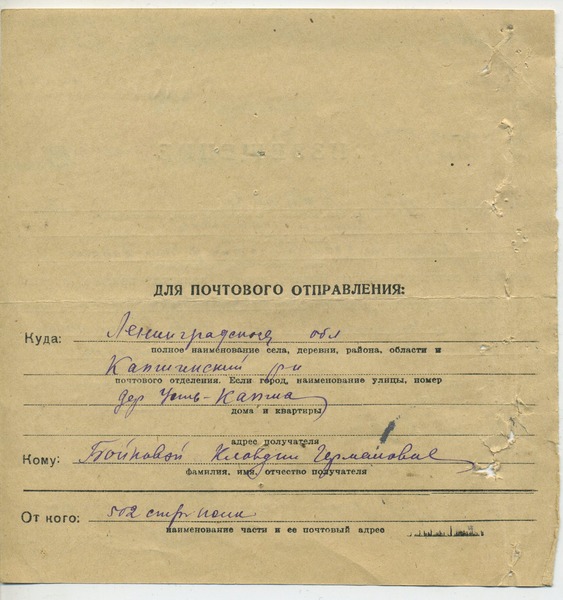 ДЛЯ ПОЧТОВОГО ОТПРАВЛЕНИЯ:
Куда: Ленинградская обл
полное наименование села, деревни, района, области и
Капшинский р-н
почтового отделения. Если город, наименование улицы, номер
дер Усть-Капша
дома и квартиры)
адрес получателя
Кому: Бойковой Клавдии Германовне
фамилия, имя, отчество получателя
От кого: 502 стр полк
наименование части и ее почтовый адрес